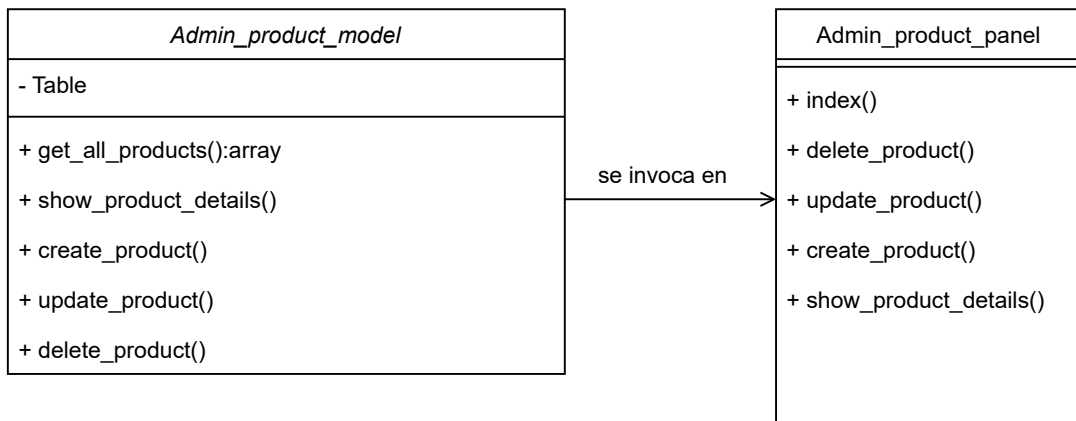 Admin_product_model
- Table
+ get_all_products():array
+ show_product_details()
+ create_product()
+ update_product()
+ delete_product()
se invoca en
Admin_product_panel
+ index()
+ delete_product()
+ update_product()
+ create_product()
+ show_product_details()